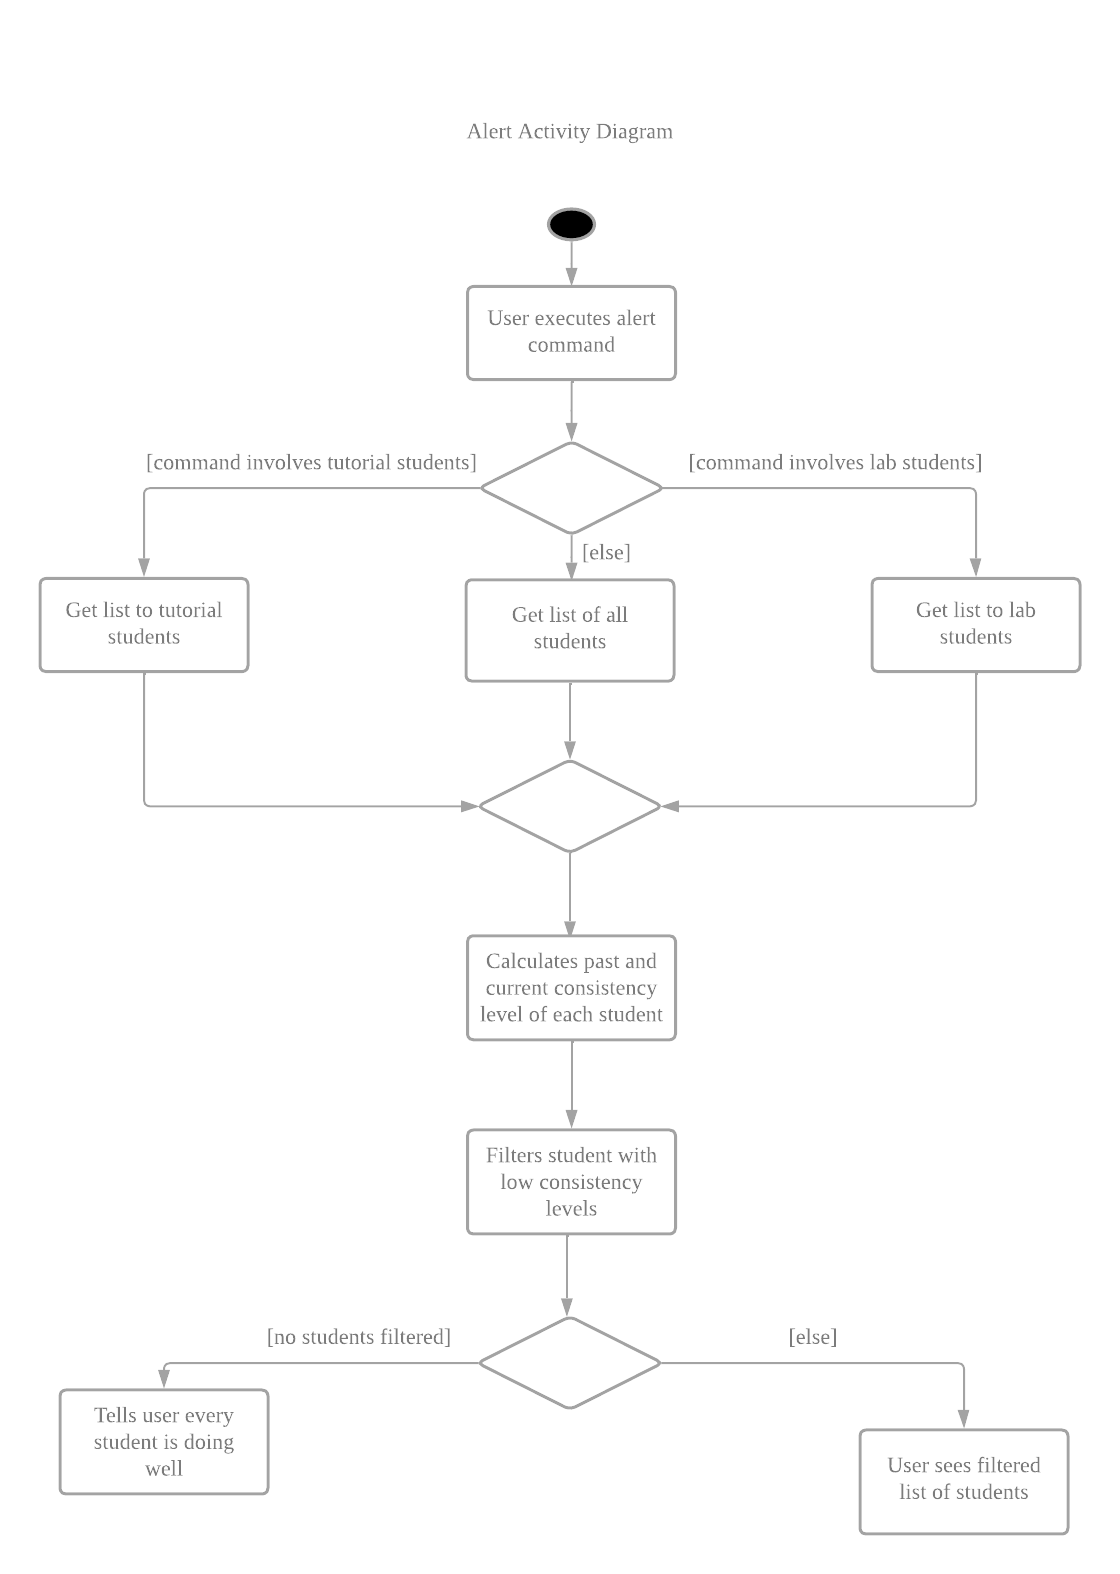 Alert Activity Diagram
User executes alert
command
[command involves tutorial students]
[command involves lab students]
[else]
Get list to tutorial
students
Get list of all
students
Get list to lab
students
Calculates past and
current consistency
level of each student
Filters student with
low consistency
levels
[no students filtered]
[else]
Tells user every
student is doing
well
User sees filtered
list of students